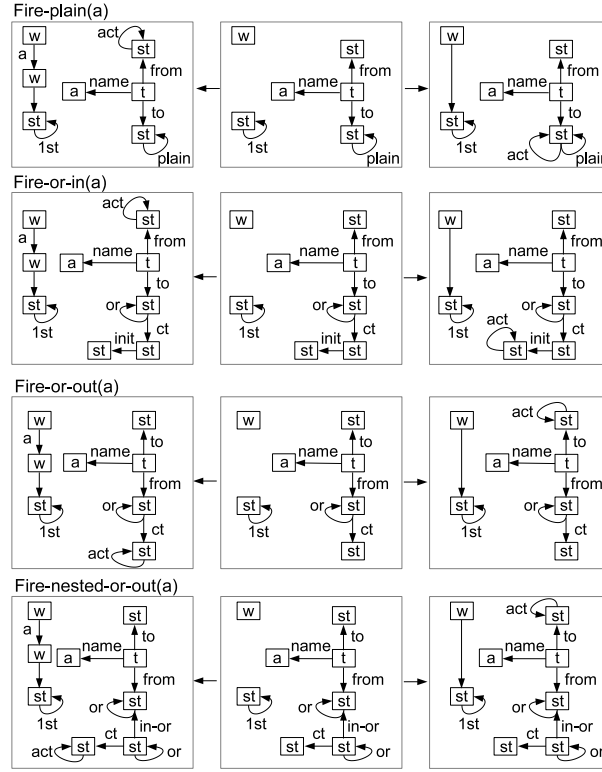 Fire-plain(a)
w act st w st w st
a from from from
w a name t a name t a name t
to to to
st st st st st st
1st plain 1st plain 1st act plain
Fire-or-in(a)
w act st w st w st
a from from from
w a name t a name t a name t
to to to
st or st st or st st or st
1st ct 1st ct 1st act ct
st init st st init st st init st
Fire-or-out(a)
w st w st w act st
a to to to
w a name t a name t a name t
from from from
st or st st or st st or st
1st ct 1st ct 1st ct
act st st st
Fire-nested-or-out(a)
w st w st w act st
a to to to
w a name t a name t a name t
from from from
st or st st or st st or st
1st in-or 1st in-or 1st in-or
act st ct st or st ct st or st ct st or